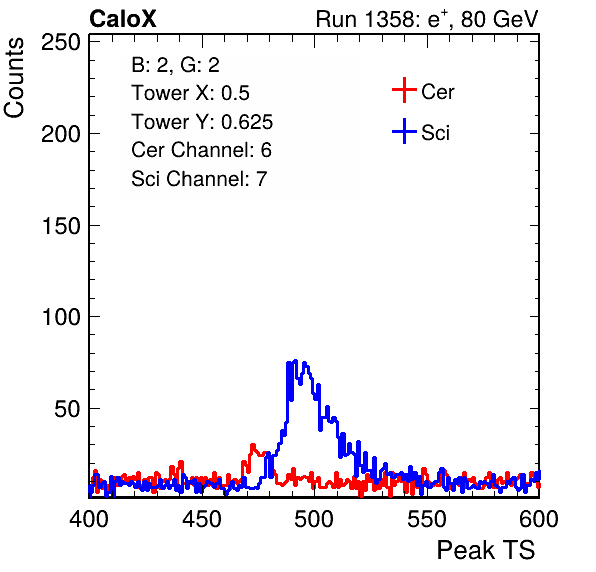 CaloX Run 1358: e⁺, 80 GeV
Counts
250
200
150
100
50
B: 2, G: 2
Tower X: 0.5
Tower Y: 0.625
Cer Channel: 6
Sci Channel: 7
Cer
Sci
400 450 500 550 600
Peak TS